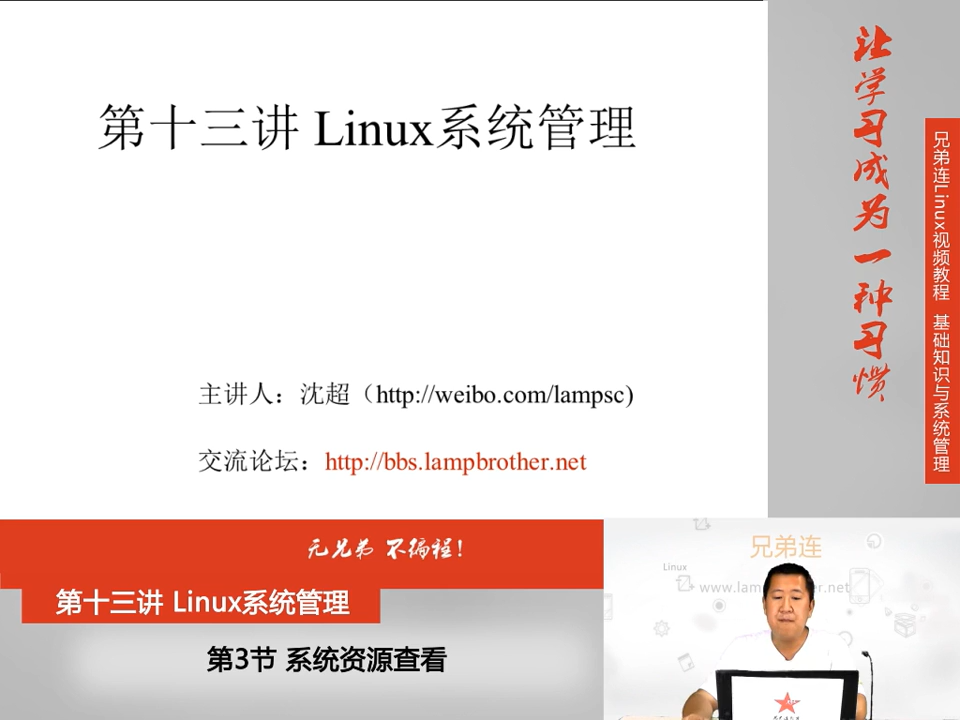 第十三讲 Linux系统管理
主讲人：沈超（http://weibo.com/lampsc)
交流论坛：http://bbs.lampbrother.net
让学习成为一种习惯
兄弟连Linux视频教程 基础知识与系统管理
无兄弟 不编程！
第十三讲 Linux系统管理
第3节 系统资源查看
兄弟连
Linux